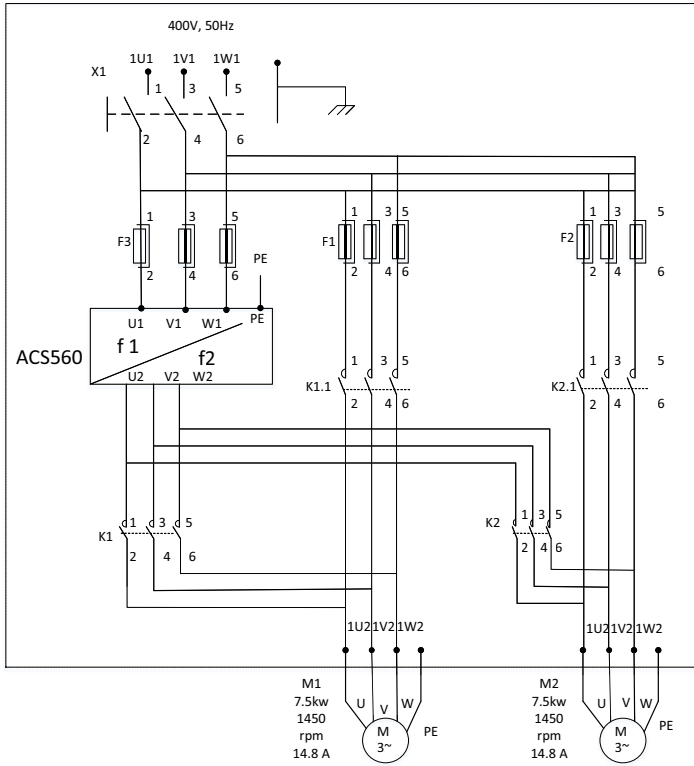 400V, 50Hz
1U1 1V1 1W1
X1
1 3 5
2 4 6
1 3 5 1 3 5 1 3 5
F3 F1 F2
2 4 6 PE 2 4 6 2 4 6
U1 V1 W1 PE
ACS560 f 1 f2
U2 V2 W2
1 3 5 1 3 5
K1.1 K2.1
2 4 6 2 4 6
1 3 5 1 3 5
K1 K2
2 4 6 2 4 6
1U2 1V2 1W2 1U2 1V2 1W2
M1 M2
7.5kw U V W 7.5kw U V W
1450 1450
rpm M PE rpm M PE
14.8 A 3~ 14.8 A 3~